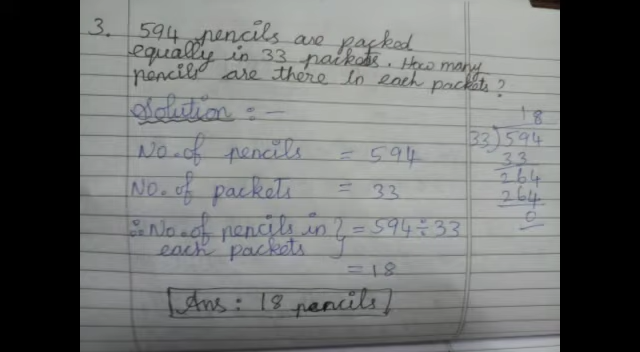 3. 594 pencils are packed
equally in 33 packets. How many
pencils are there in each packets?
Solution :-
No. of pencils = 594
No. of packets = 33
∴ No. of pencils in } = 594 ÷ 33
each packets
= 18
Ans : 18 pencils
18
33) 594
33
264
264
0